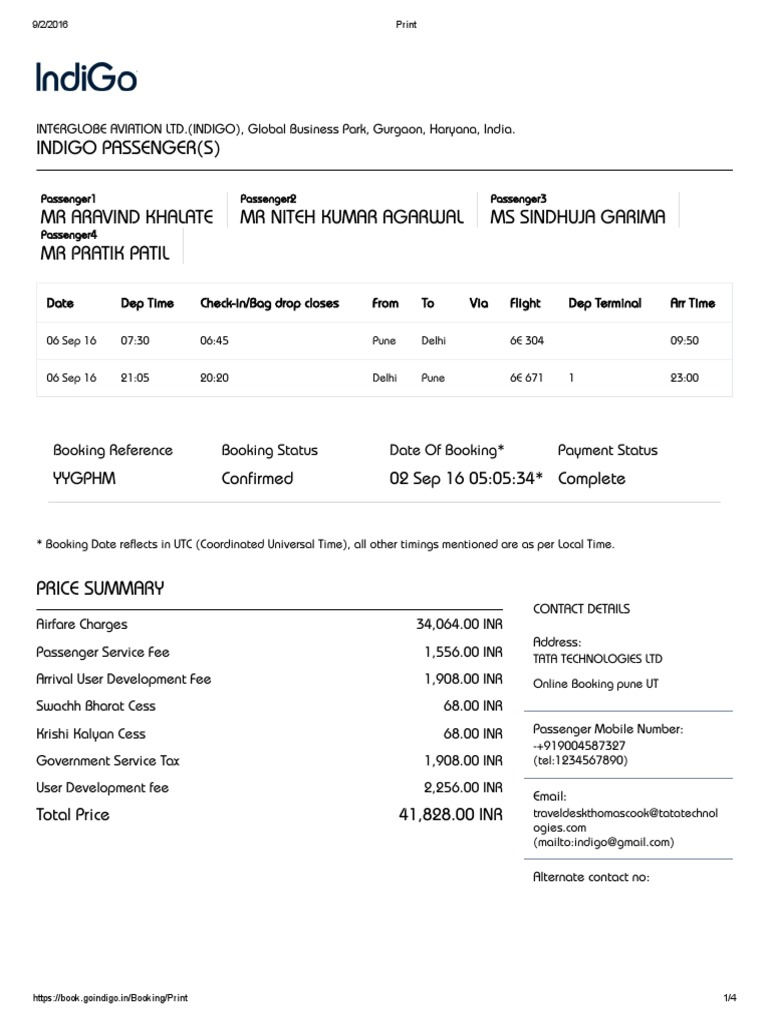 9/2/2016 Print
IndiGo
INTERGLOBE AVIATION LTD.(INDIGO), Global Business Park, Gurgaon, Haryana, India.
INDIGO PASSENGER(S)
Passenger1 Passenger2 Passenger3
MR ARAVIND KHALATE MR NITEH KUMAR AGARWAL MS SINDHUJA GARIMA
Passenger4
MR PRATIK PATIL
Date Dep Time Check-in/Bag drop closes From To Via Flight Dep Terminal Arr Time
06 Sep 16 07:30 06:45 Pune Delhi 6E 304 09:50
06 Sep 16 21:05 20:20 Delhi Pune 6E 671 1 23:00
Booking Reference Booking Status Date Of Booking* Payment Status
YYGPHM Confirmed 02 Sep 16 05:05:34* Complete
* Booking Date reflects in UTC (Coordinated Universal Time), all other timings mentioned are as per Local Time.
PRICE SUMMARY
Airfare Charges 34,064.00 INR
Passenger Service Fee 1,556.00 INR
Arrival User Development Fee 1,908.00 INR
Swachh Bharat Cess 68.00 INR
Krishi Kalyan Cess 68.00 INR
Government Service Tax 1,908.00 INR
User Development fee 2,256.00 INR
Total Price 41,828.00 INR
CONTACT DETAILS
Address:
TATA TECHNOLOGIES LTD
Online Booking pune UT
Passenger Mobile Number:
-+919004587327
(tel:1234567890)
Email:
traveldeskthomascook@tatatechnol
ogies.com
(mailto:indigo@gmail.com)
Alternate contact no:
https://book.goindigo.in/Booking/Print 1/4